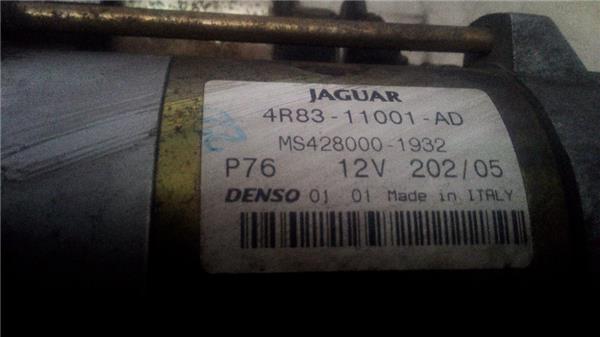 JAGUAR
4R83-11001-AD
MS428000-1932
P76 12V 202/05
DENSO 01 01 Made in ITALY